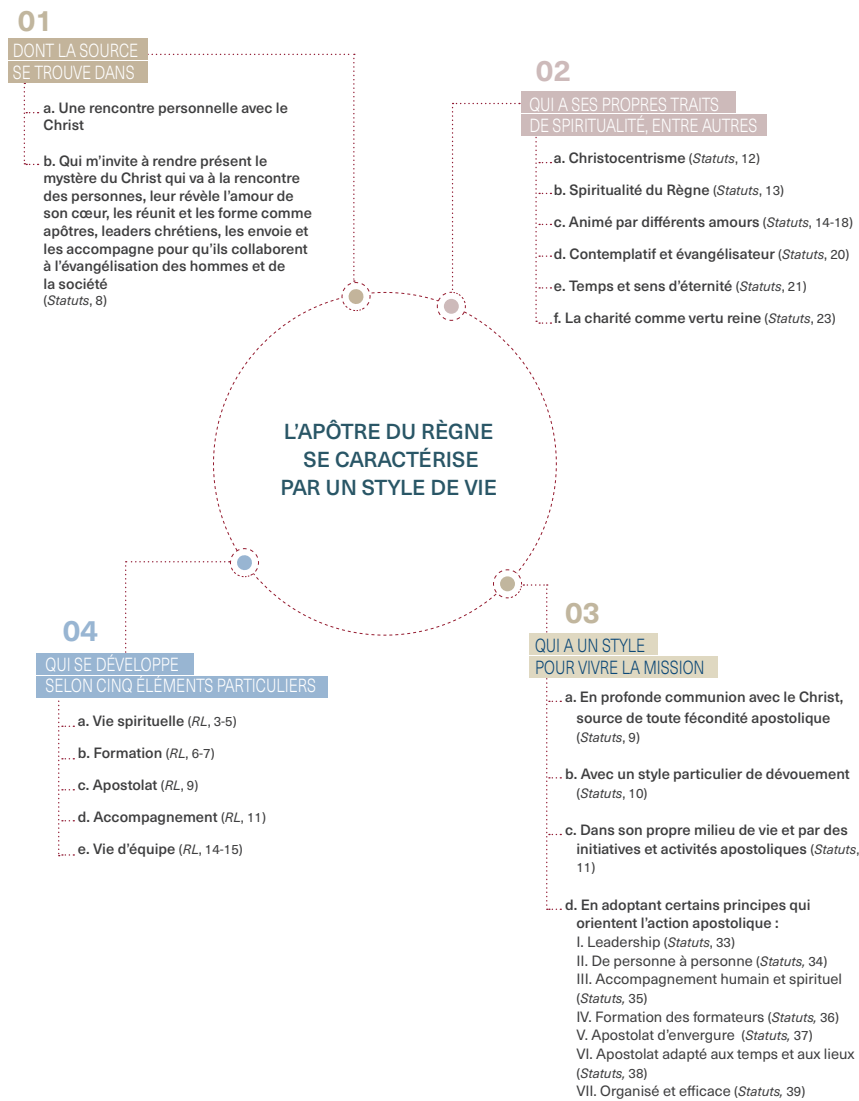 01
DONT LA SOURCE
SE TROUVE DANS
a. Une rencontre personnelle avec le
Christ
b. Qui m'invite à rendre présent le
mystère du Christ qui va à la rencontre
des personnes, leur révèle l'amour de
son cœur, les réunit et les forme comme
apôtres, leaders chrétiens, les envoie et
les accompagne pour qu'ils collaborent
à l'évangélisation des hommes et de
la société
(Statuts, 8)
02
QUI A SES PROPRES TRAITS
DE SPIRITUALITÉ, ENTRE AUTRES
a. Christocentrisme (Statuts, 12)
b. Spiritualité du Règne (Statuts, 13)
c. Animé par différents amours (Statuts, 14-18)
d. Contemplatif et évangélisateur (Statuts, 20)
e. Temps et sens d'éternité (Statuts, 21)
f. La charité comme vertu reine (Statuts, 23)
L'APÔTRE DU RÈGNE
SE CARACTÉRISE
PAR UN STYLE DE VIE
03
QUI A UN STYLE
POUR VIVRE LA MISSION
a. En profonde communion avec le Christ,
source de toute fécondité apostolique
(Statuts, 9)
b. Avec un style particulier de dévouement
(Statuts, 10)
c. Dans son propre milieu de vie et par des
initiatives et activités apostoliques (Statuts,
11)
d. En adoptant certains principes qui
orientent l'action apostolique :
I. Leadership (Statuts, 33)
II. De personne à personne (Statuts, 34)
III. Accompagnement humain et spirituel
(Statuts, 35)
IV. Formation des formateurs (Statuts, 36)
V. Apostolat d'envergure (Statuts, 37)
VI. Apostolat adapté aux temps et aux lieux
(Statuts, 38)
VII. Organisé et efficace (Statuts, 39)
04
QUI SE DÉVELOPPE
SELON CINQ ÉLÉMENTS PARTICULIERS
a. Vie spirituelle (RL, 3-5)
b. Formation (RL, 6-7)
c. Apostolat (RL, 9)
d. Accompagnement (RL, 11)
e. Vie d'équipe (RL, 14-15)